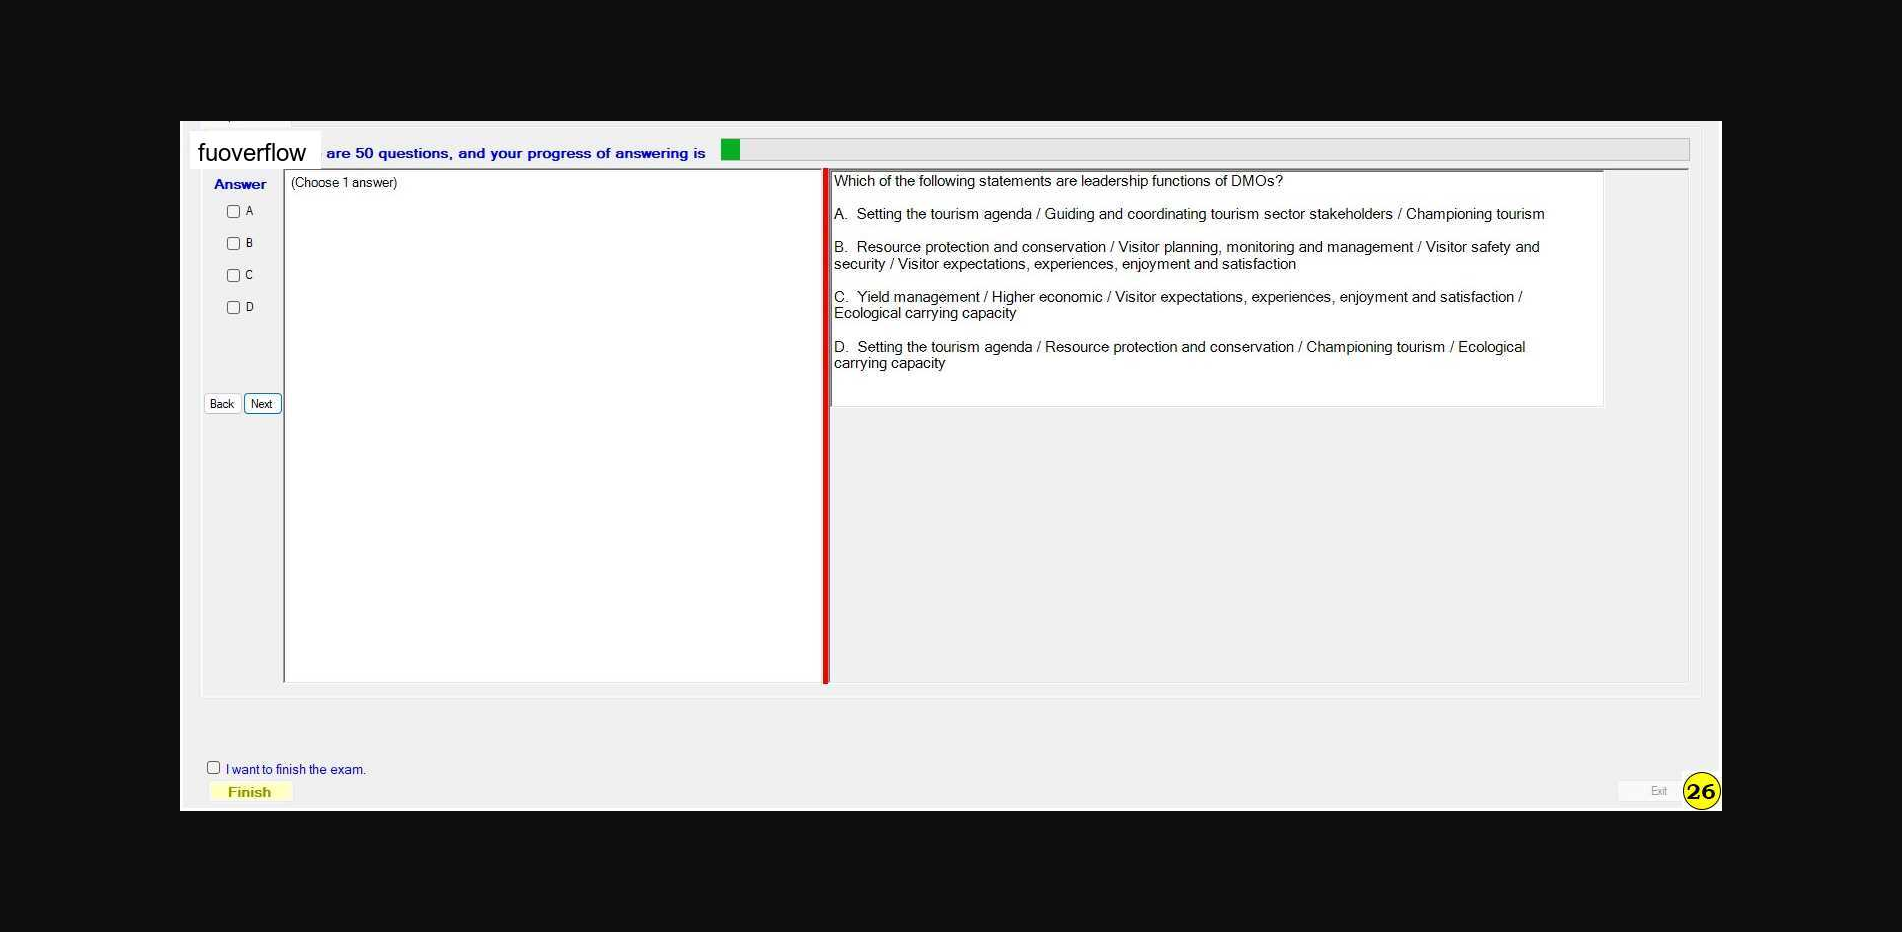 fuoverflow are 50 questions, and your progress of answering is
Answer
(Choose 1 answer)
A
B
C
D
Back Next
Which of the following statements are leadership functions of DMOs?
A. Setting the tourism agenda / Guiding and coordinating tourism sector stakeholders / Championing tourism
B. Resource protection and conservation / Visitor planning, monitoring and management / Visitor safety and
security / Visitor expectations, experiences, enjoyment and satisfaction
C. Yield management / Higher economic / Visitor expectations, experiences, enjoyment and satisfaction /
Ecological carrying capacity
D. Setting the tourism agenda / Resource protection and conservation / Championing tourism / Ecological
carrying capacity
I want to finish the exam.
Finish
Exit
26